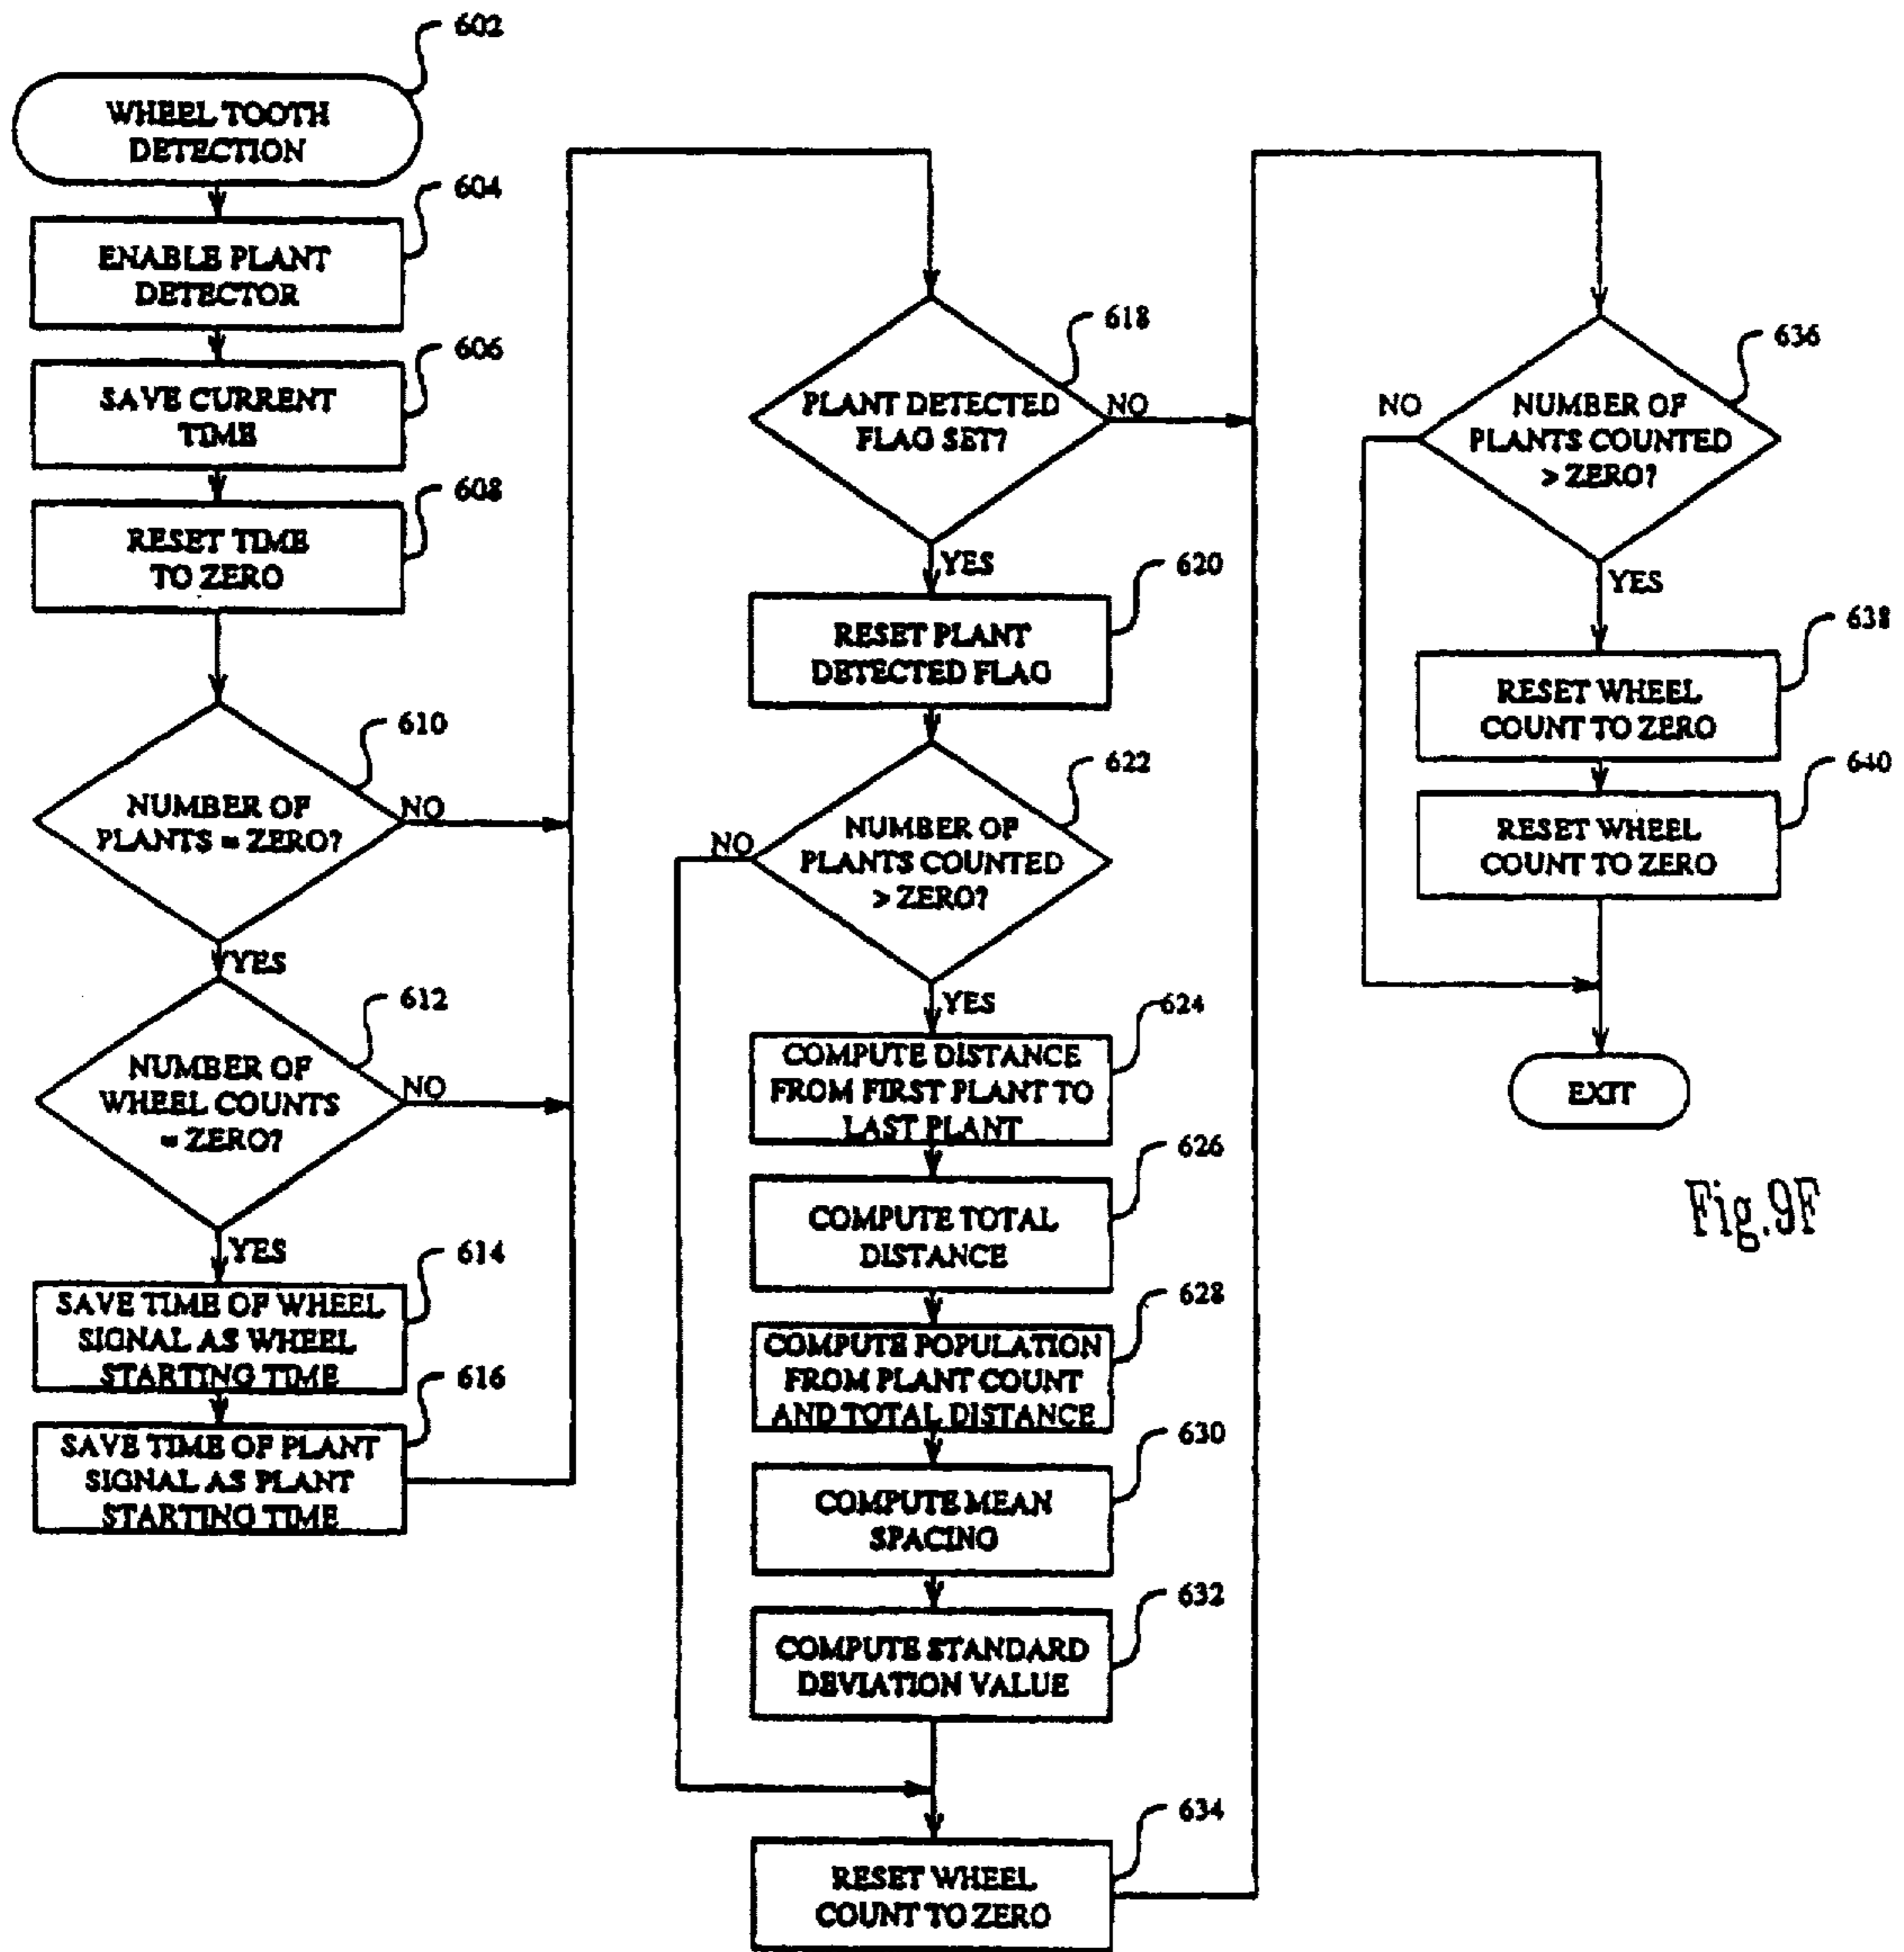 602
WHEEL TOOTH
DETECTION
604
ENABLE PLANT
DETECTOR
606
SAVE CURRENT
TIME
608
RESET TIME
TO ZERO
610
NUMBER OF
PLANTS = ZERO?
NO
YES
612
NUMBER OF
WHEEL COUNTS
= ZERO?
NO
YES
614
SAVE TIME OF WHEEL
SIGNAL AS WHEEL
STARTING TIME
616
SAVE TIME OF PLANT
SIGNAL AS PLANT
STARTING TIME
618
PLANT DETECTED
FLAG SET?
NO
YES
620
RESET PLANT
DETECTED FLAG
622
NUMBER OF
PLANTS COUNTED
> ZERO?
NO
YES
624
COMPUTE DISTANCE
FROM FIRST PLANT TO
LAST PLANT
626
COMPUTE TOTAL
DISTANCE
628
COMPUTE POPULATION
FROM PLANT COUNT
AND TOTAL DISTANCE
630
COMPUTE MEAN
SPACING
632
COMPUTE STANDARD
DEVIATION VALUE
634
RESET WHEEL
COUNT TO ZERO
636
NUMBER OF
PLANTS COUNTED
> ZERO?
NO
YES
638
RESET WHEEL
COUNT TO ZERO
640
RESET WHEEL
COUNT TO ZERO
EXIT
Fig.9F